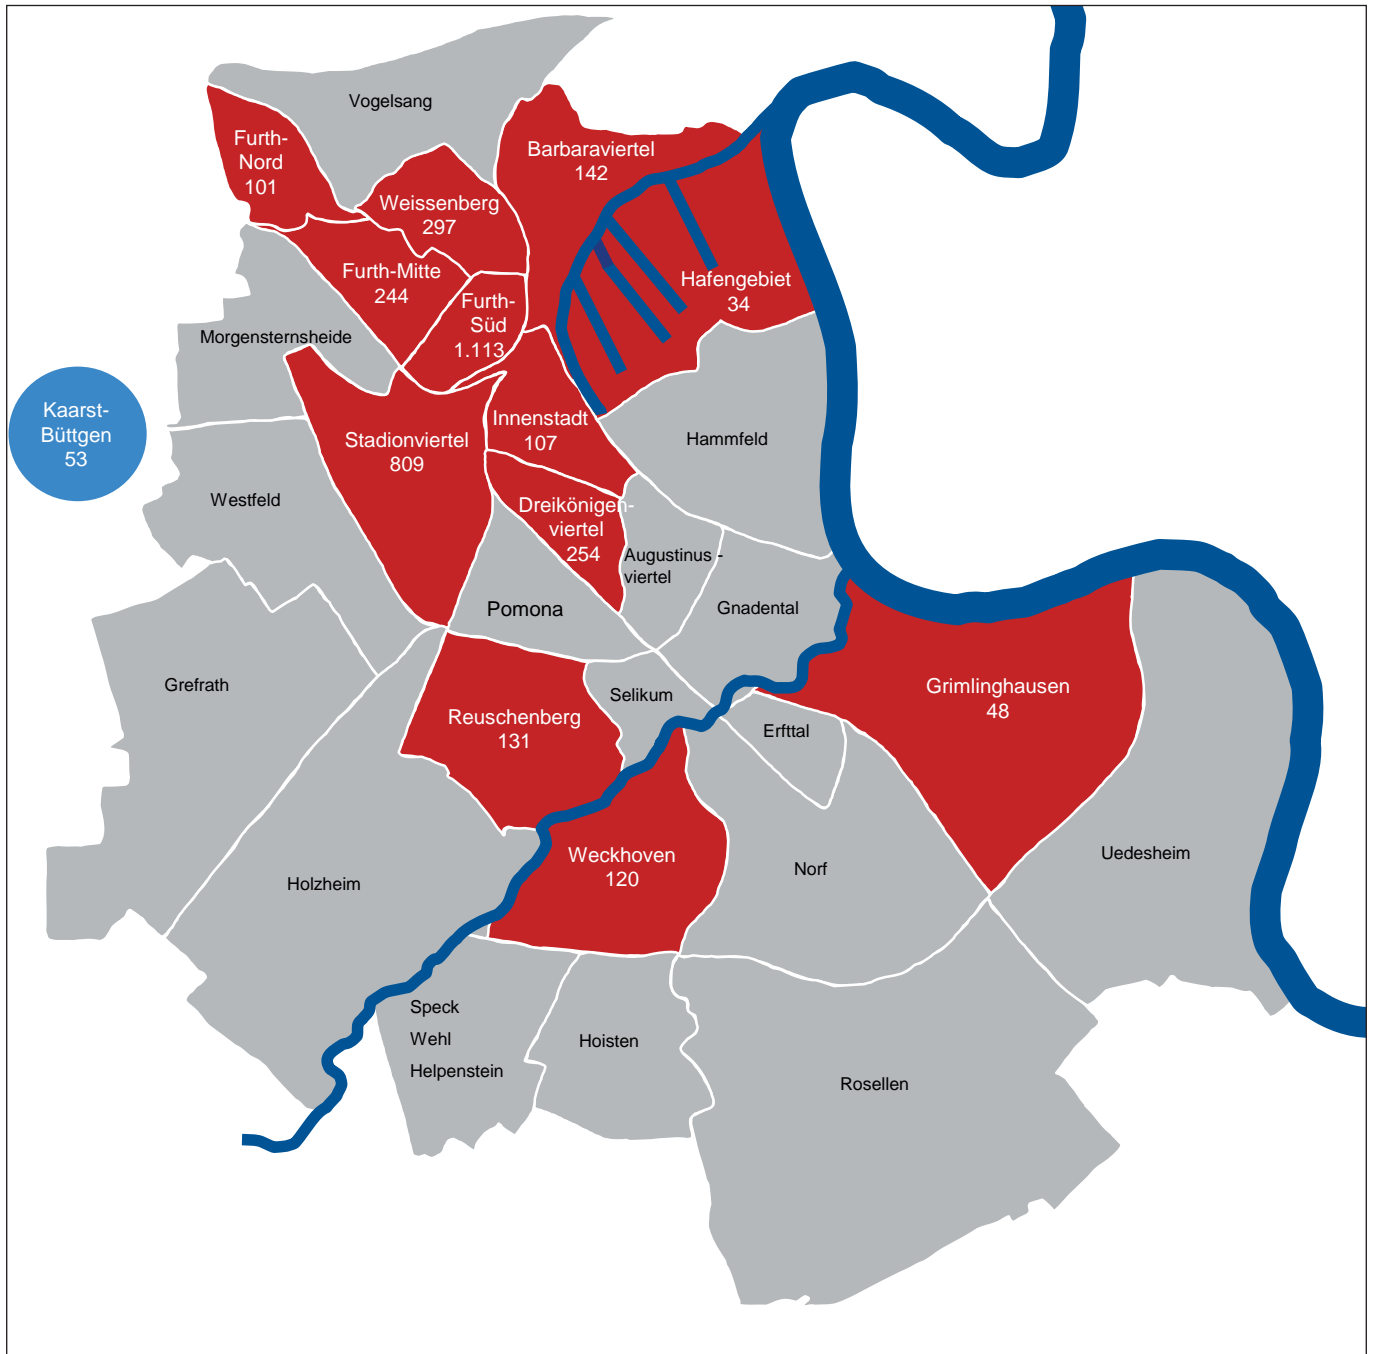 Vogelsang
Furth-
Nord
101
Barbaraviertel
142
Weissenberg
297
Furth-Mitte
244
Furth-
Süd
1.113
Hafengebiet
34
Morgensternsheide
Kaarst-
Büttgen
53
Stadionviertel
809
Innenstadt
107
Hammfeld
Westfeld
Dreikönigen-
viertel
254
Augustinus -
viertel
Pomona
Gnadental
Grefrath
Selikum
Grimlinghausen
48
Reuschenberg
131
Erfttal
Weckhoven
120
Norf
Uedesheim
Holzheim
Speck
Wehl
Helpenstein
Hoisten
Rosellen